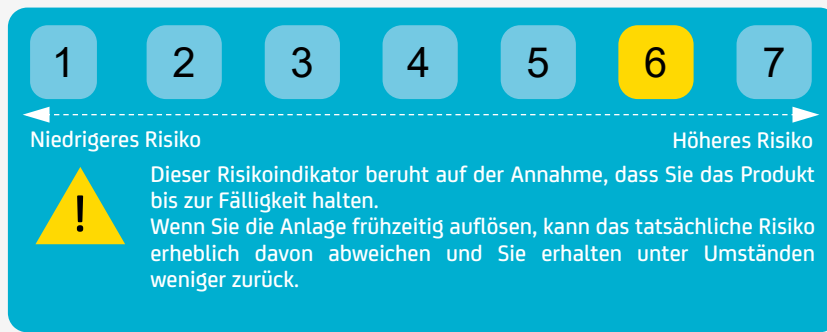 1 2 3 4 5 6 7
Niedrigeres Risiko Höheres Risiko
!
Dieser Risikoindikator beruht auf der Annahme, dass Sie das Produkt
bis zur Fälligkeit halten.
Wenn Sie die Anlage frühzeitig auflösen, kann das tatsächliche Risiko
erheblich davon abweichen und Sie erhalten unter Umständen
weniger zurück.